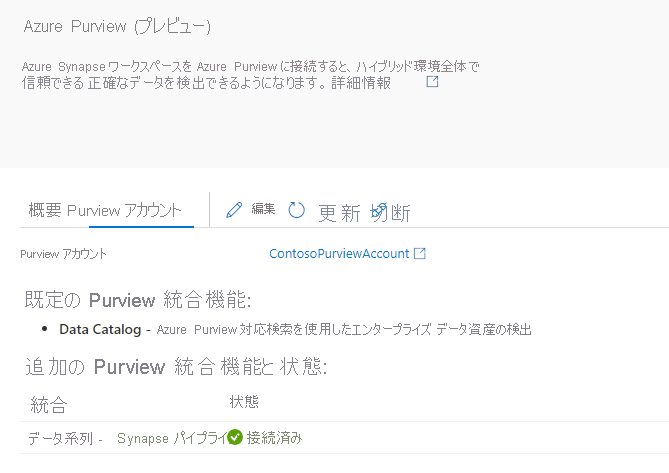 Azure Purview (プレビュー)
Azure Synapse ワークスペースを Azure Purview に接続すると、ハイブリッド環境全体で
信頼できる 正確なデータを検出できるようになります。 詳細情報
概要 Purview アカウント 編集 更新 切断
Purview アカウント ContosoPurviewAccount
既定の Purview 統合機能:
• Data Catalog - Azure Purview 対応検索を使用したエンタープライズ データ資産の検出
追加の Purview 統合機能と状態:
統合 状態
データ系列 - Synapse パイプライ 接続済み